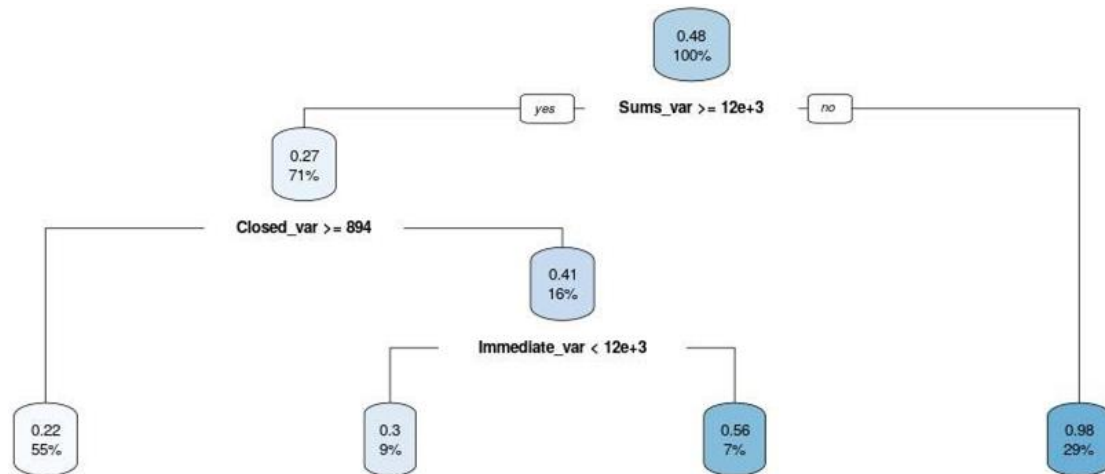 0.48
100%
yes
Sums_var >= 12e+3
no
0.27
71%
Closed_var >= 894
0.41
16%
Immediate_var < 12e+3
0.22
55%
0.3
9%
0.56
7%
0.98
29%